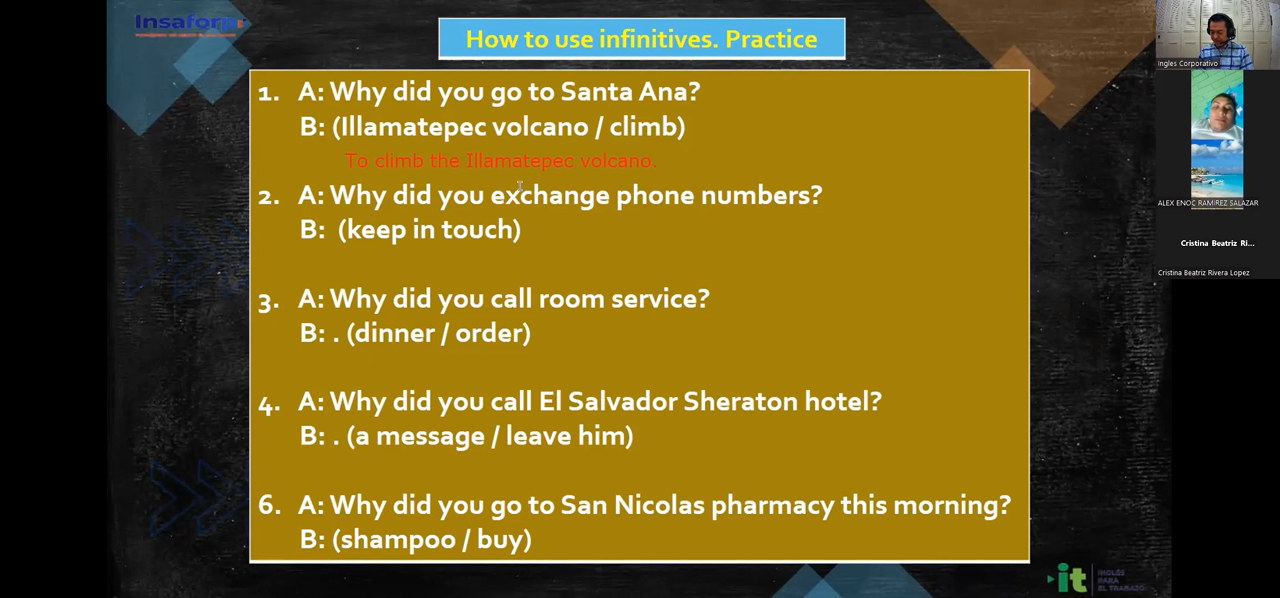 Insaforp
How to use infinitives. Practice
1. A: Why did you go to Santa Ana?
B: (Illamatepec volcano / climb)
To climb the Illamatepec volcano.
2. A: Why did you exchange phone numbers?
B: (keep in touch)
3. A: Why did you call room service?
B: . (dinner / order)
4. A: Why did you call El Salvador Sheraton hotel?
B: . (a message / leave him)
6. A: Why did you go to San Nicolas pharmacy this morning?
B: (shampoo / buy)
Ingles Corporativo
ALEX ENOC RAMIREZ SALAZAR
Cristina Beatriz Ri...
Cristina Beatriz Rivera Lopez
it
INGLÉS
PARA
EL TRABAJO